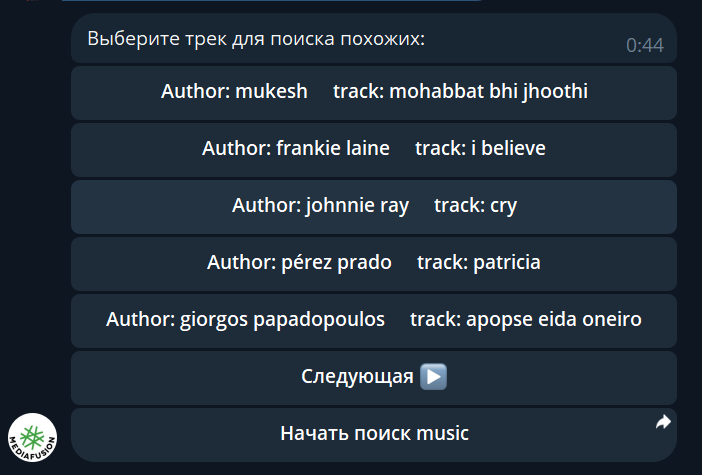 Выберите трек для поиска похожих:
0:44
Author: mukesh track: mohabbat bhi jhoothi
Author: frankie laine track: i believe
Author: johnnie ray track: cry
Author: pérez prado track: patricia
Author: giorgos papadopoulos track: apopse eida oneiro
Следующая ▶️
Начать поиск music
MEDIAFUSION